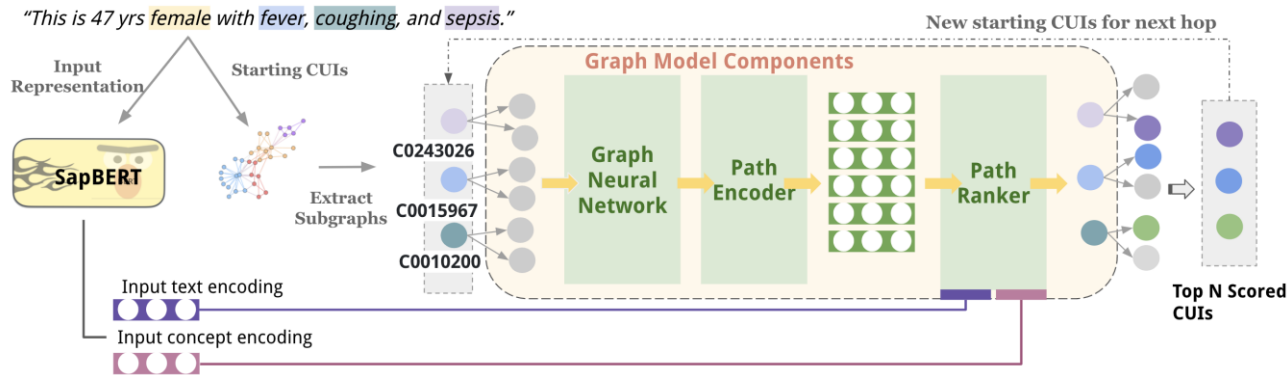 “This is 47 yrs female with fever, coughing, and sepsis.”
New starting CUIs for next hop
Input
Representation
Starting CUIs
Graph Model Components
SapBERT
Extract
Subgraphs
C0243026
C0015967
C0010200
Graph
Neural
Network
Path
Encoder
Path
Ranker
Top N Scored
CUIs
Input text encoding
Input concept encoding